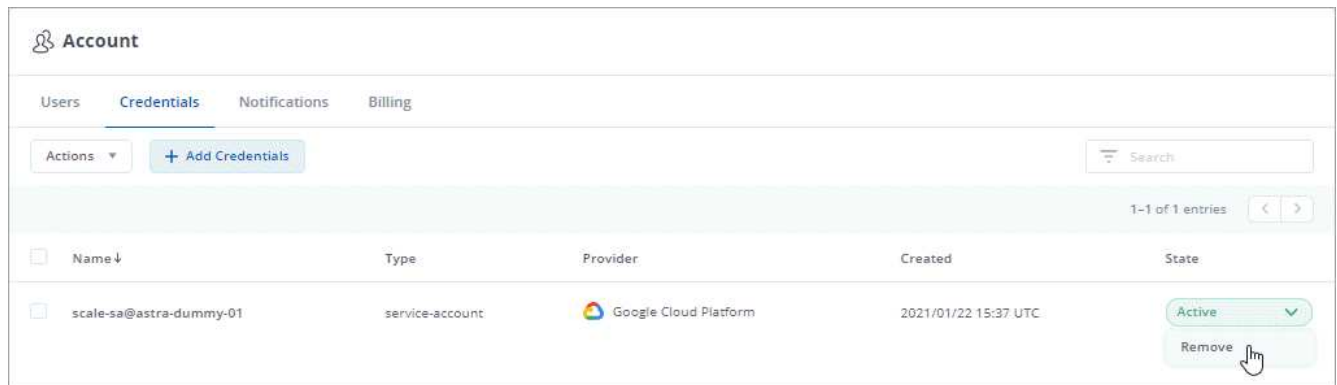 Account
Users Credentials Notifications Billing
Actions + Add Credentials Search
1–1 of 1 entries
Name↓ Type Provider Created State
scale-sa@astra-dummy-01 service-account Google Cloud Platform 2021/01/22 15:37 UTC Active
Remove